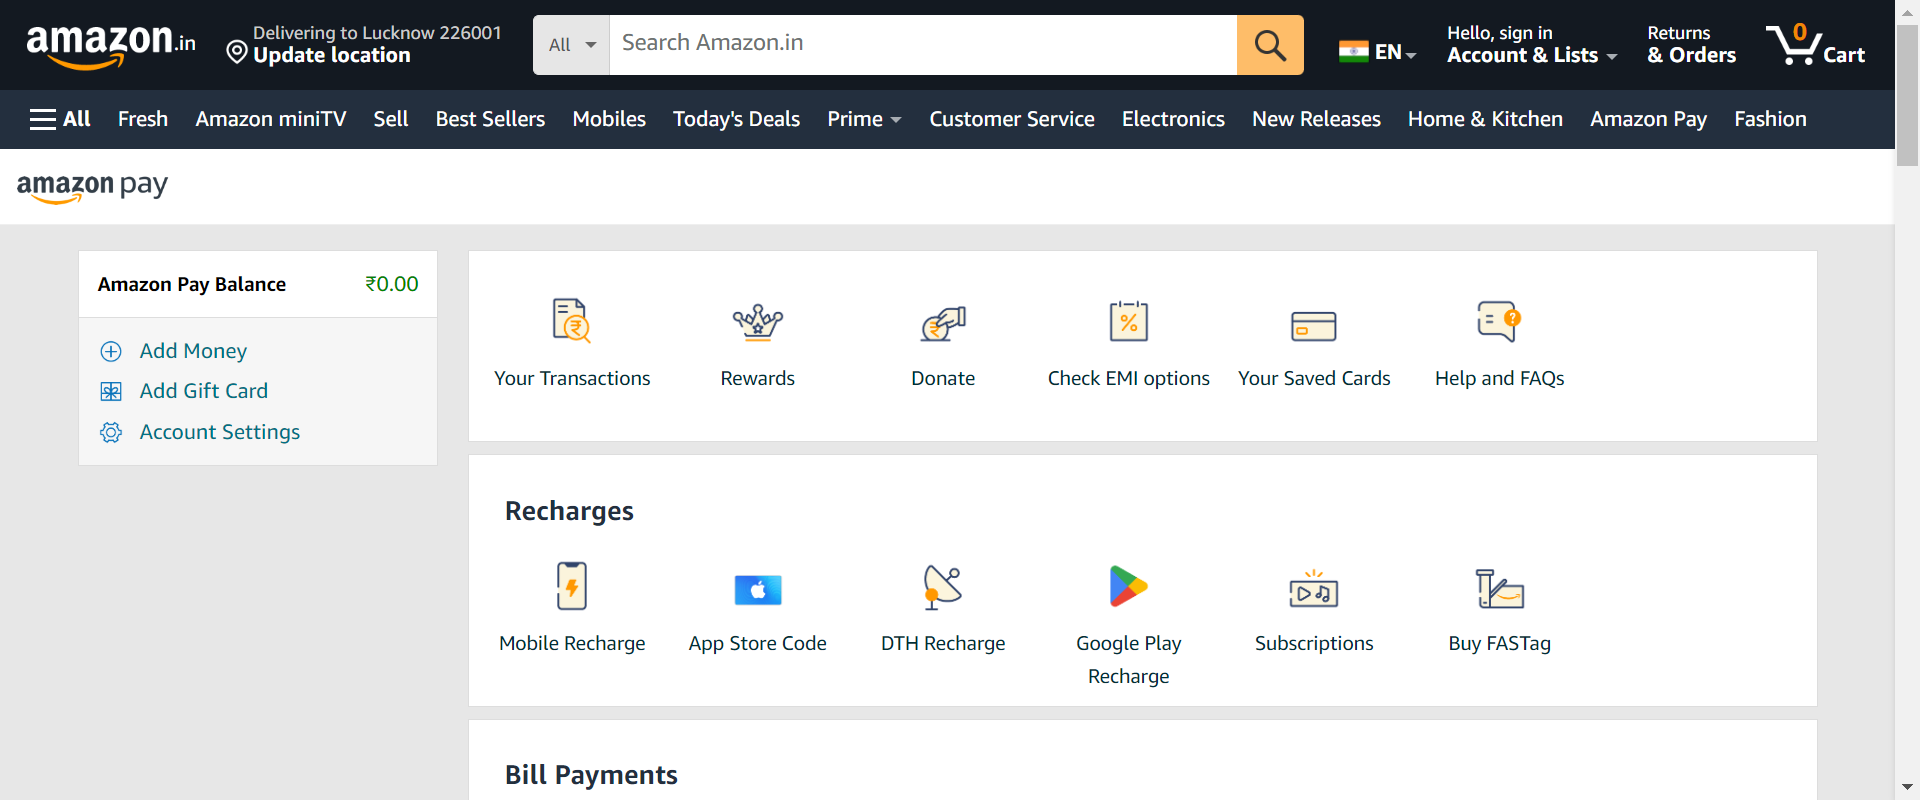 amazon.in
Delivering to Lucknow 226001
Update location
All
Search Amazon.in
EN
Hello, sign in
Account & Lists
Returns
& Orders
0
Cart
All
Fresh
Amazon miniTV
Sell
Best Sellers
Mobiles
Today's Deals
Prime
Customer Service
Electronics
New Releases
Home & Kitchen
Amazon Pay
Fashion
amazon pay
Amazon Pay Balance
₹0.00
Add Money
Add Gift Card
Account Settings
Your Transactions
Rewards
Donate
Check EMI options
Your Saved Cards
Help and FAQs
Recharges
Mobile Recharge
App Store Code
DTH Recharge
Google Play
Recharge
Subscriptions
Buy FASTag
Bill Payments